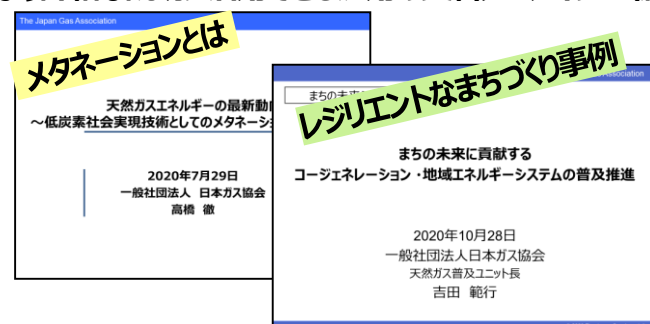 The Japan Gas Association
メタネーションとは
天然ガスエネルギーの最新動
～低炭素社会実現技術としてのメタネーシ
2020年7月29日
一般社団法人 日本ガス協会
高橋 徹
Association
まちの未
レジリエントなまちづくり事例
まちの未来に貢献する
コージェネレーション・地域エネルギーシステムの普及推進
2020年10月28日
一般社団法人日本ガス協会
天然ガス普及ユニット長
吉田 範行